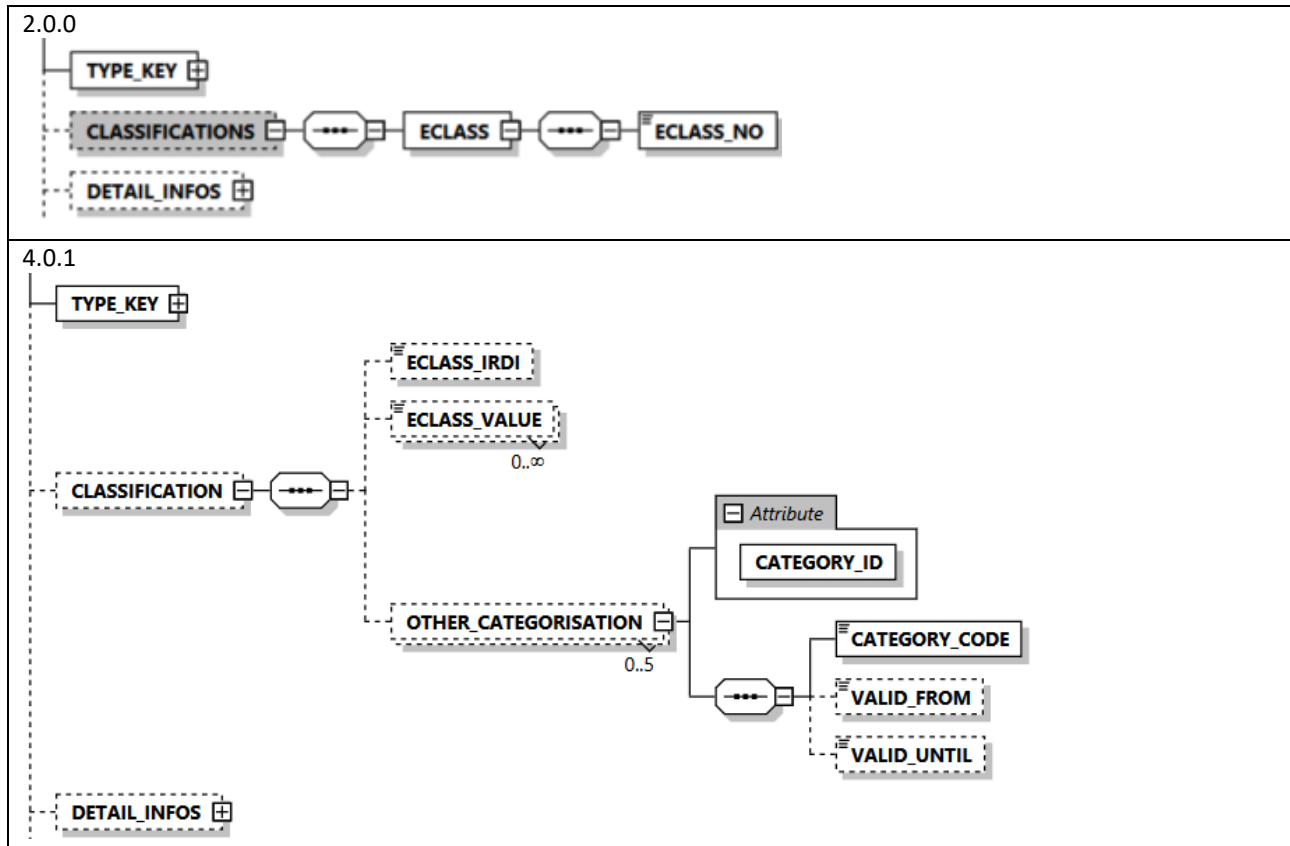 2.0.0
TYPE_KEY
CLASSIFICATIONS ECLASS ECLASS_NO
DETAIL_INFOS
4.0.1
TYPE_KEY
ECLASS_IRDI
ECLASS_VALUE
0..∞
CLASSIFICATION
Attribute
CATEGORY_ID
OTHER_CATEGORISATION
0..5
CATEGORY_CODE
VALID_FROM
VALID_UNTIL
DETAIL_INFOS